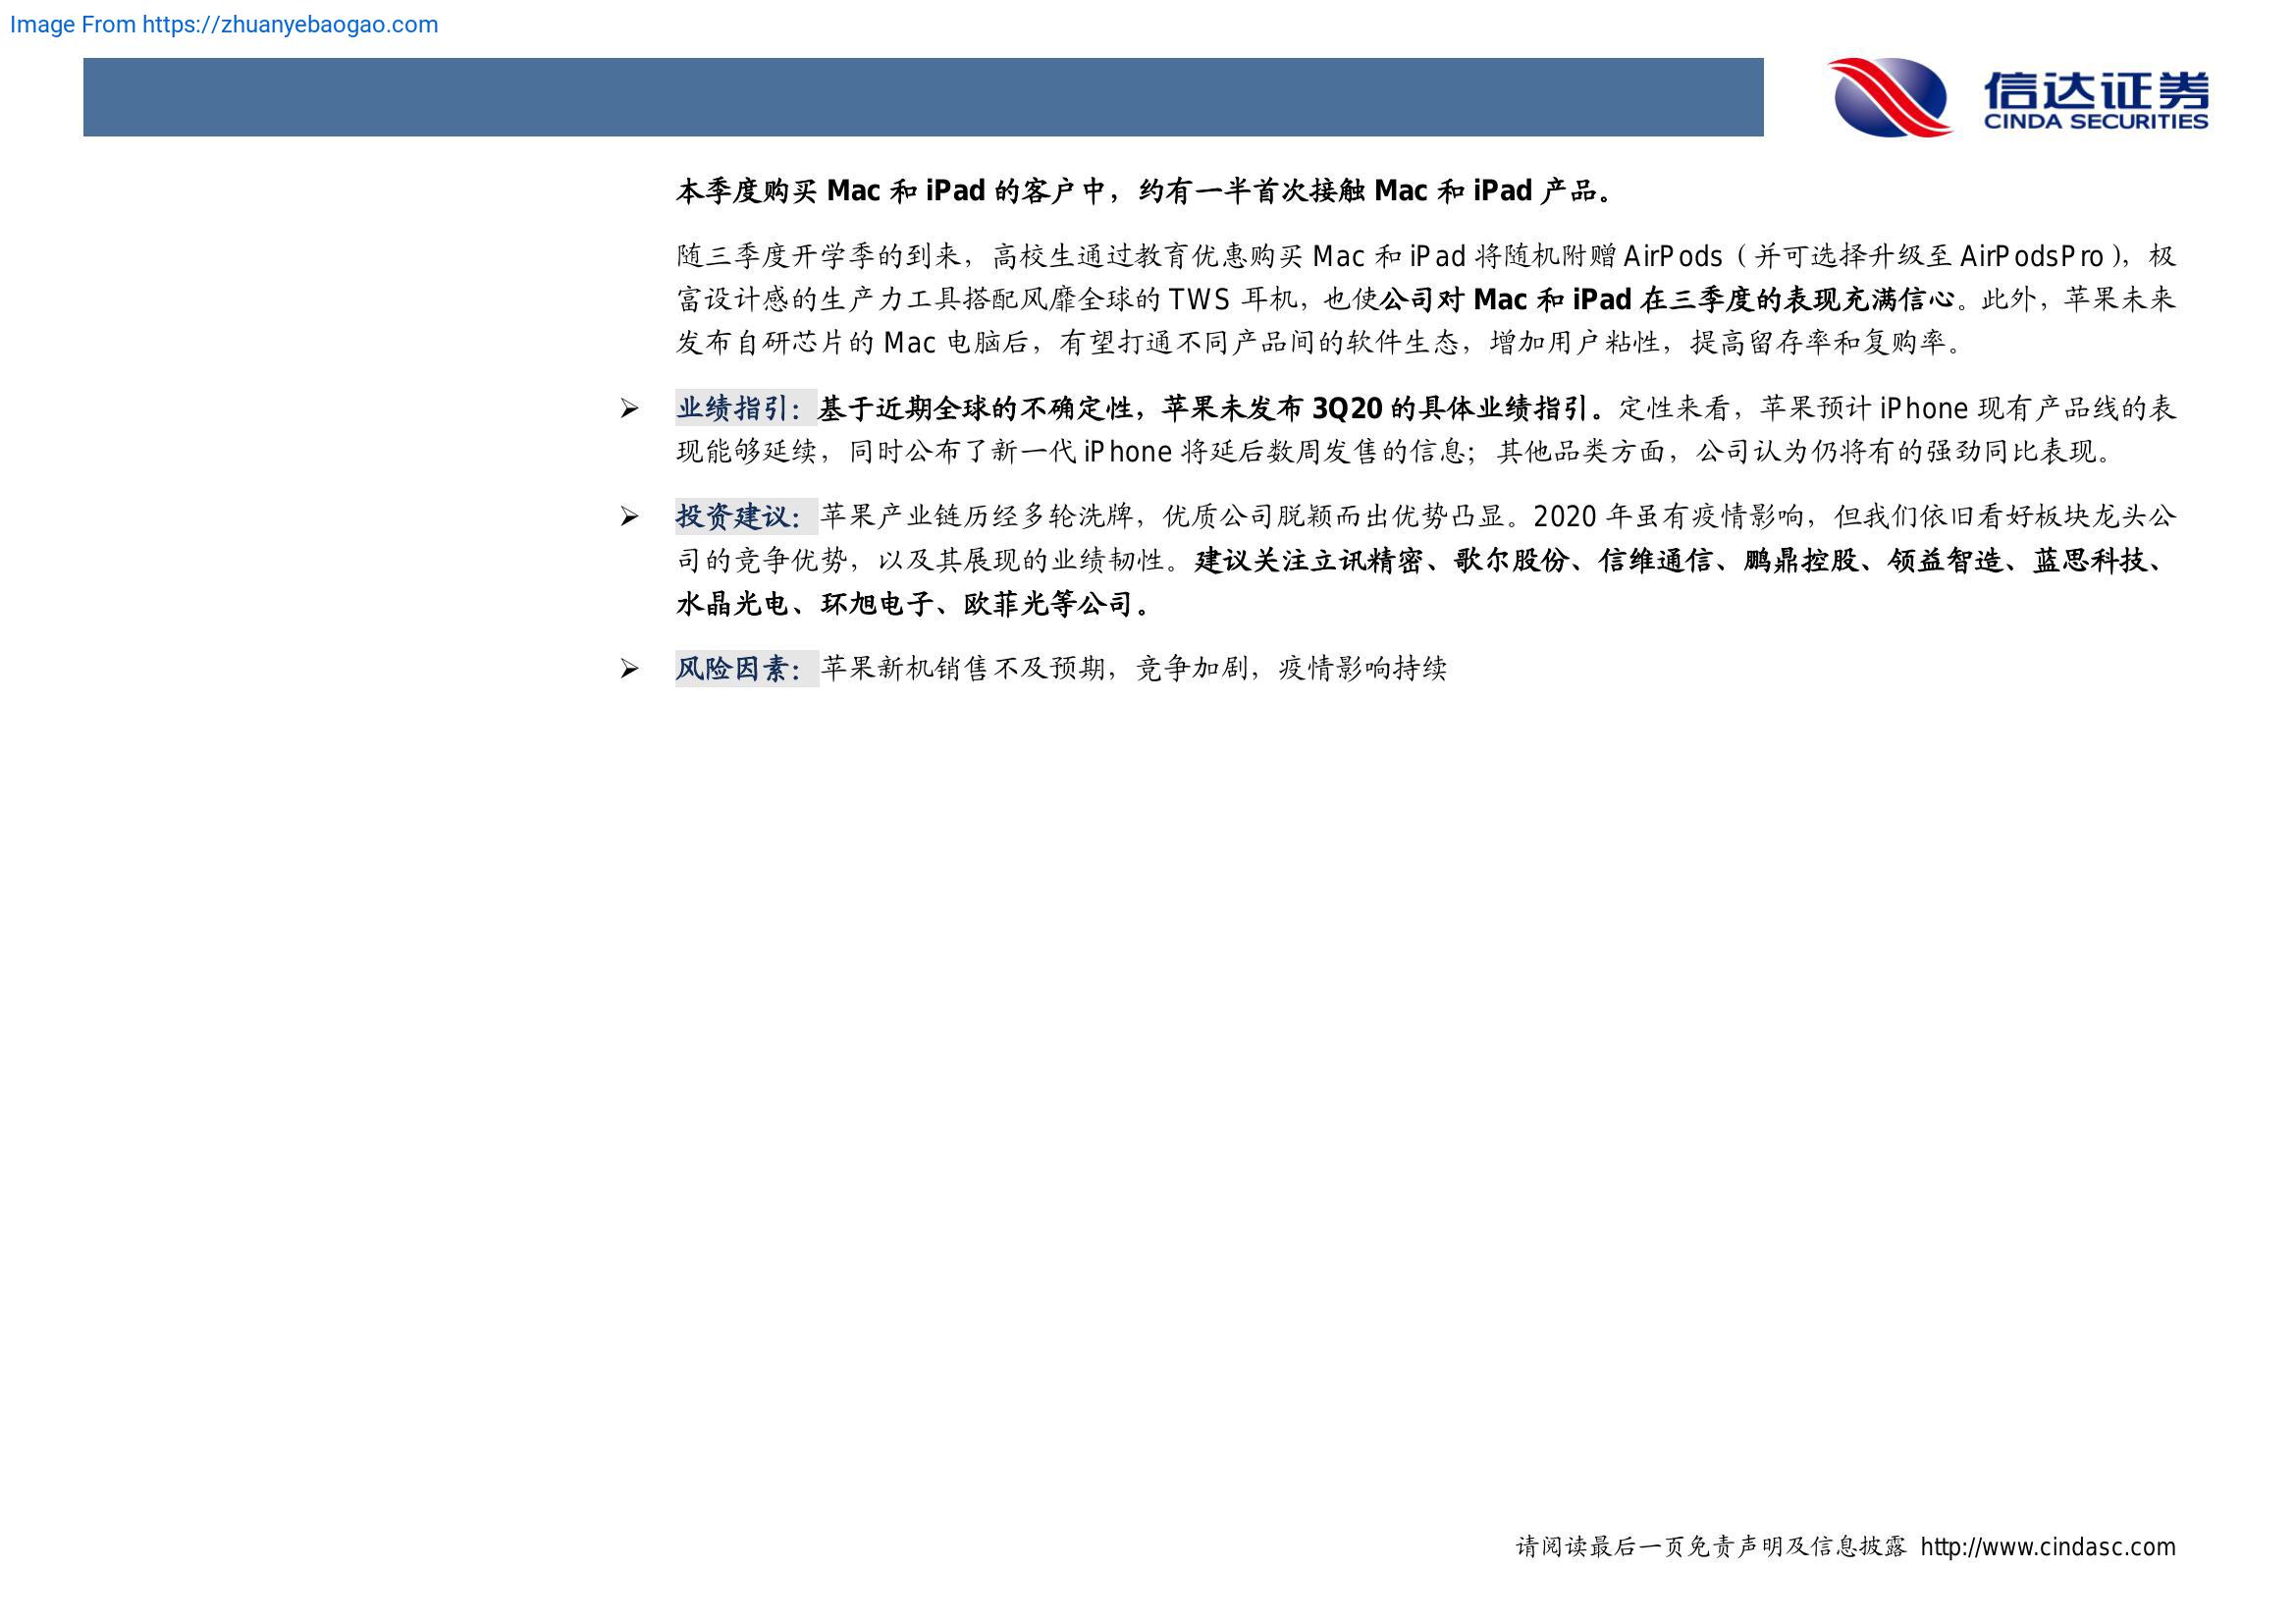 Image From https://zhuanyebaogao.com
信达证券
CINDA SECURITIES
本季度购买 Mac 和 iPad 的客户中，约有一半首次接触 Mac 和 iPad 产品。
随三季度开学季的到来，高校生通过教育优惠购买 Mac 和 iPad 将随机附赠 AirPods（并可选择升级至 AirPodsPro），极
富设计感的生产力工具搭配风靡全球的 TWS 耳机，也使公司对 Mac 和 iPad 在三季度的表现充满信心。此外，苹果未来
发布自研芯片的 Mac 电脑后，有望打通不同产品间的软件生态，增加用户粘性，提高留存率和复购率。
➢ 业绩指引：基于近期全球的不确定性，苹果未发布 3Q20 的具体业绩指引。定性来看，苹果预计 iPhone 现有产品线的表
现能够延续，同时公布了新一代 iPhone 将延后数周发售的信息；其他品类方面，公司认为仍将有的强劲同比表现。
➢ 投资建议：苹果产业链历经多轮洗牌，优质公司脱颖而出优势凸显。2020 年虽有疫情影响，但我们依旧看好板块龙头公
司的竞争优势，以及其展现的业绩韧性。建议关注立讯精密、歌尔股份、信维通信、鹏鼎控股、领益智造、蓝思科技、
水晶光电、环旭电子、欧菲光等公司。
➢ 风险因素：苹果新机销售不及预期，竞争加剧，疫情影响持续
请阅读最后一页免责声明及信息披露 http://www.cindasc.com